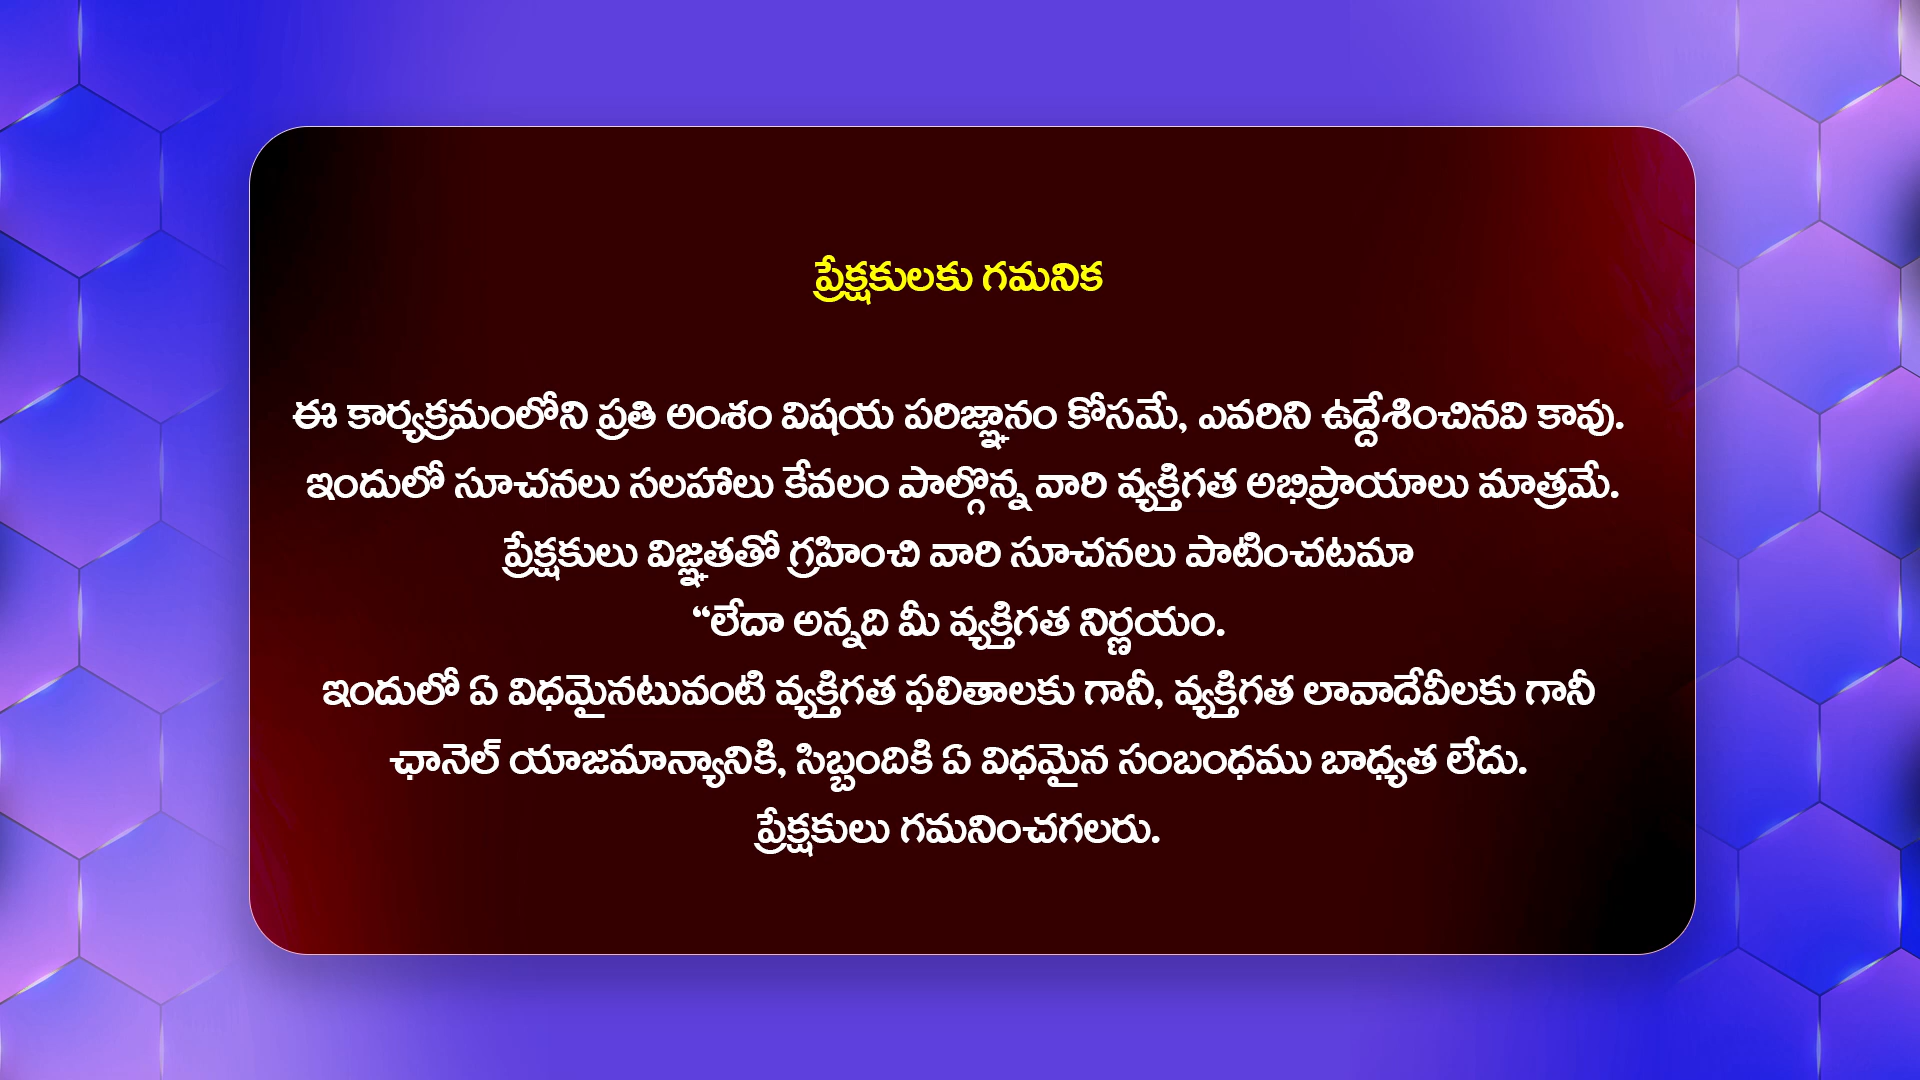 ప్రేక్షకులకు గమనిక
ఈ కార్యక్రమంలోని ప్రతి అంశం విషయ పరిజ్ఞానం కోసమే, ఎవరిని ఉద్దేశించినవి కావు.
ఇందులో సూచనలు సలహాలు కేవలం పాల్గొన్న వారి వ్యక్తిగత అభిప్రాయాలు మాత్రమే.
ప్రేక్షకులు విజ్ఞతతో గ్రహించి వారి సూచనలు పాటించటమా
“లేదా అన్నది మీ వ్యక్తిగత నిర్ణయం.
ఇందులో ఏ విధమైనటువంటి వ్యక్తిగత ఫలితాలకు గానీ, వ్యక్తిగత లావాదేవీలకు గానీ
ఛానెల్ యాజమాన్యానికి, సిబ్బందికి ఏ విధమైన సంబంధము బాధ్యత లేదు.
ప్రేక్షకులు గమనించగలరు.